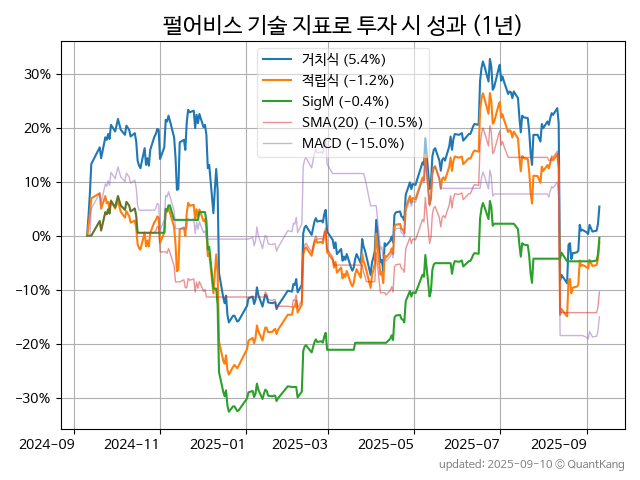 펄어비스 기술 지표로 투자 시 성과 (1년)
거치식 (5.4%)
적립식 (−1.2%)
SigM (−0.4%)
SMA(20) (−10.5%)
MACD (−15.0%)
30%
20%
10%
0%
−10%
−20%
−30%
2024-09
2024-11
2025-01
2025-03
2025-05
2025-07
2025-09
updated: 2025-09-10 © QuantKang